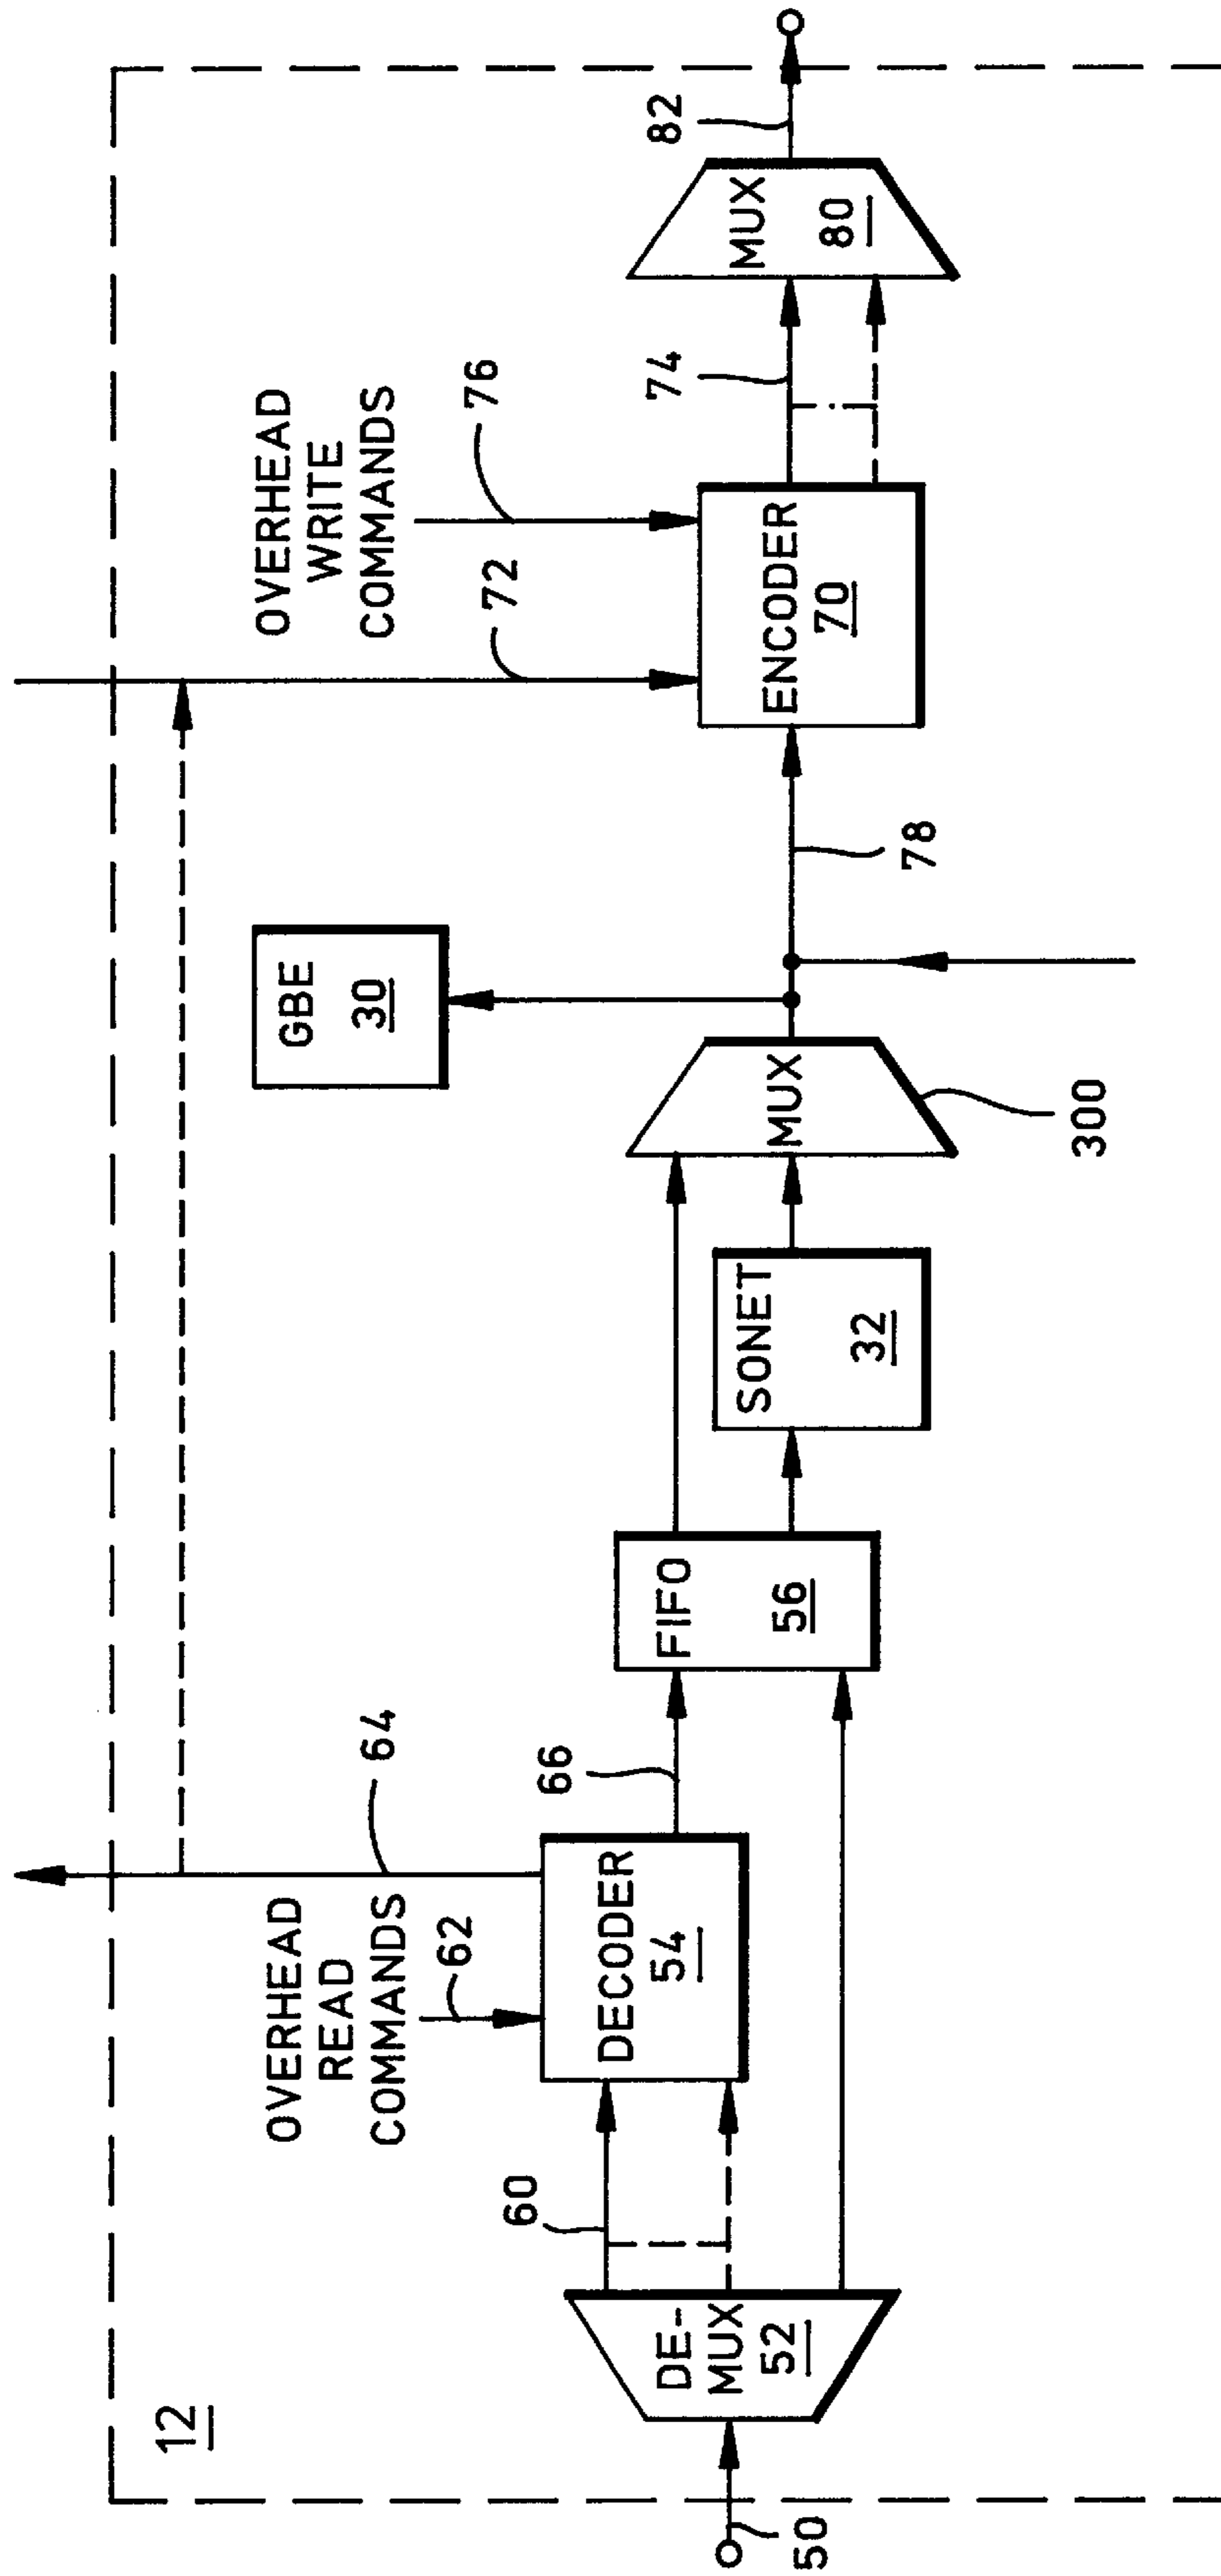 12
50
DE-
MUX
52
60
OVERHEAD
READ
COMMANDS
62
64
DECODER
54
66
FIFO
56
SONET
32
MUX
300
GBE
30
78
OVERHEAD
WRITE
COMMANDS
72
76
ENCODER
70
74
MUX
80
82